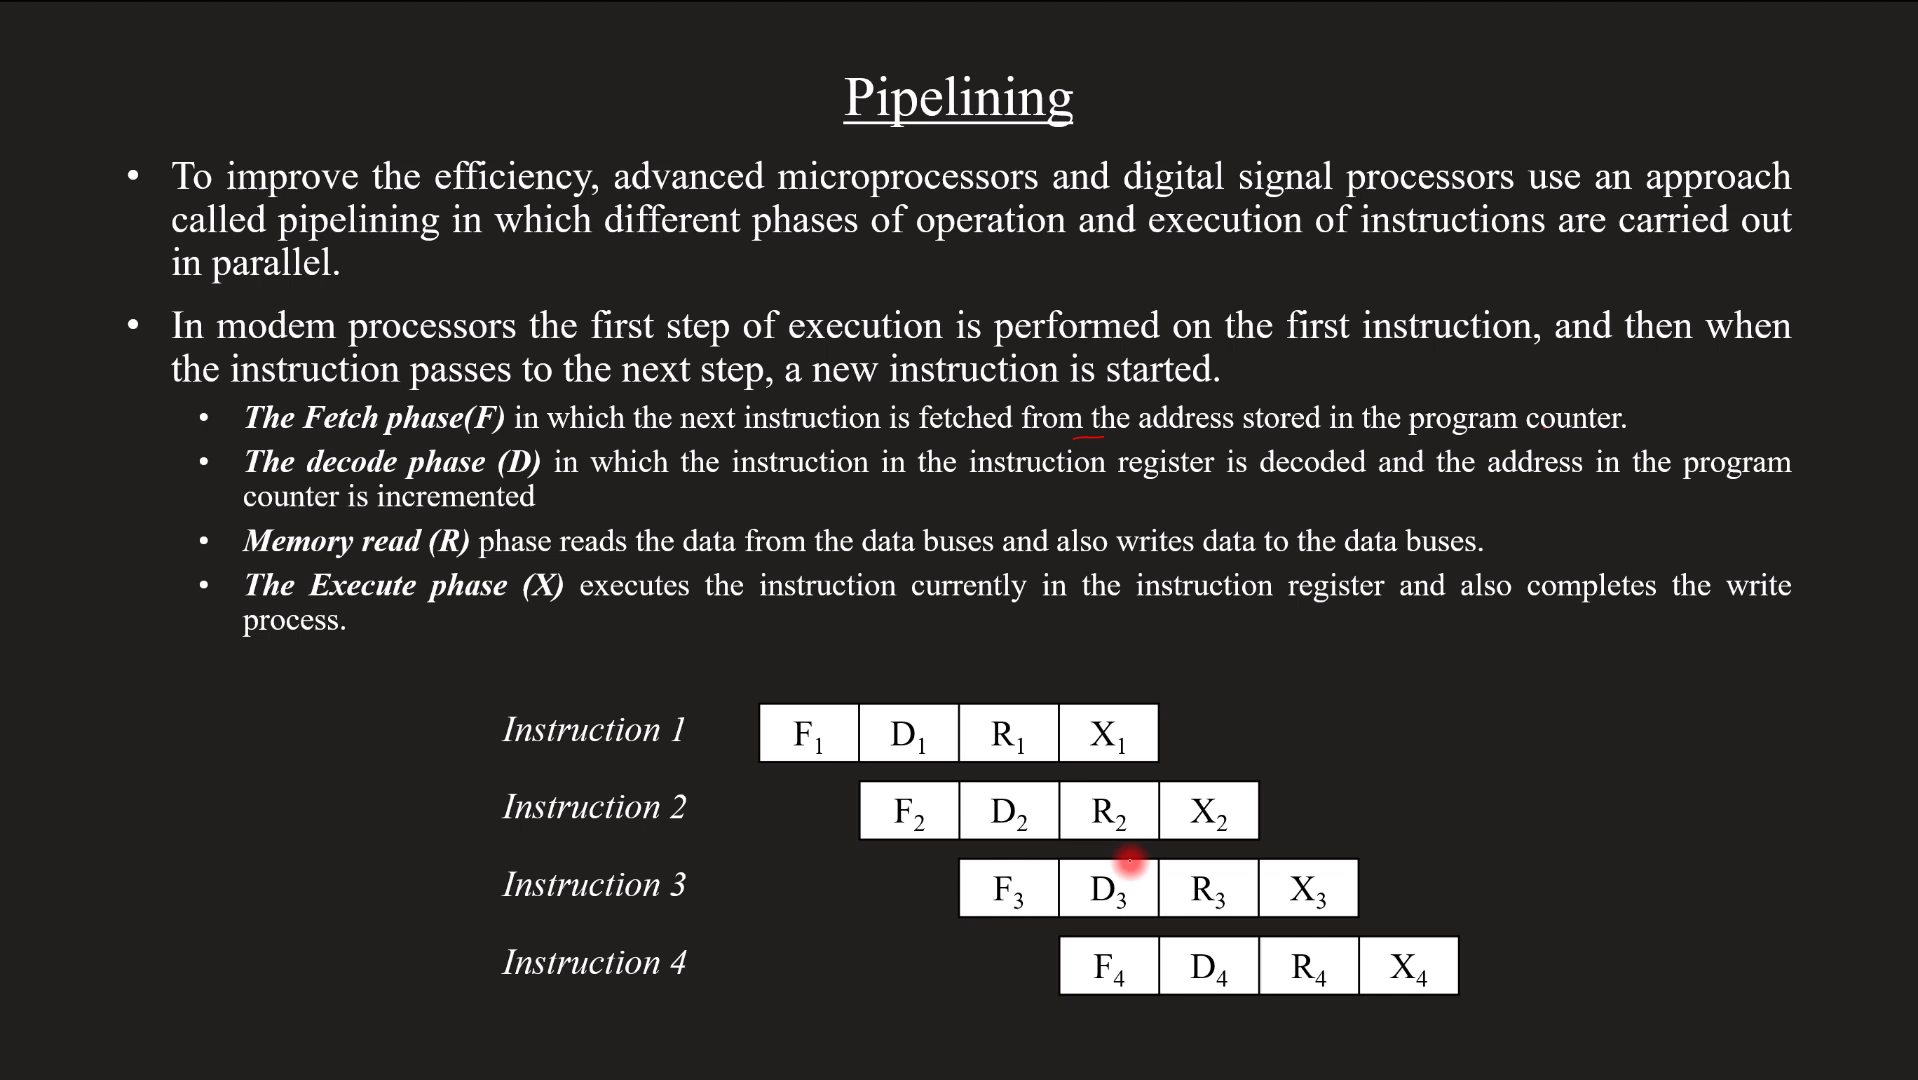 Pipelining
• To improve the efficiency, advanced microprocessors and digital signal processors use an approach
called pipelining in which different phases of operation and execution of instructions are carried out
in parallel.
• In modem processors the first step of execution is performed on the first instruction, and then when
the instruction passes to the next step, a new instruction is started.
• The Fetch phase(F) in which the next instruction is fetched from the address stored in the program counter.
• The decode phase (D) in which the instruction in the instruction register is decoded and the address in the program
counter is incremented
• Memory read (R) phase reads the data from the data buses and also writes data to the data buses.
• The Execute phase (X) executes the instruction currently in the instruction register and also completes the write
process.
Instruction 1 F₁ D₁ R₁ X₁
Instruction 2 F₂ D₂ R₂ X₂
Instruction 3 F₃ D₃ R₃ X₃
Instruction 4 F₄ D₄ R₄ X₄